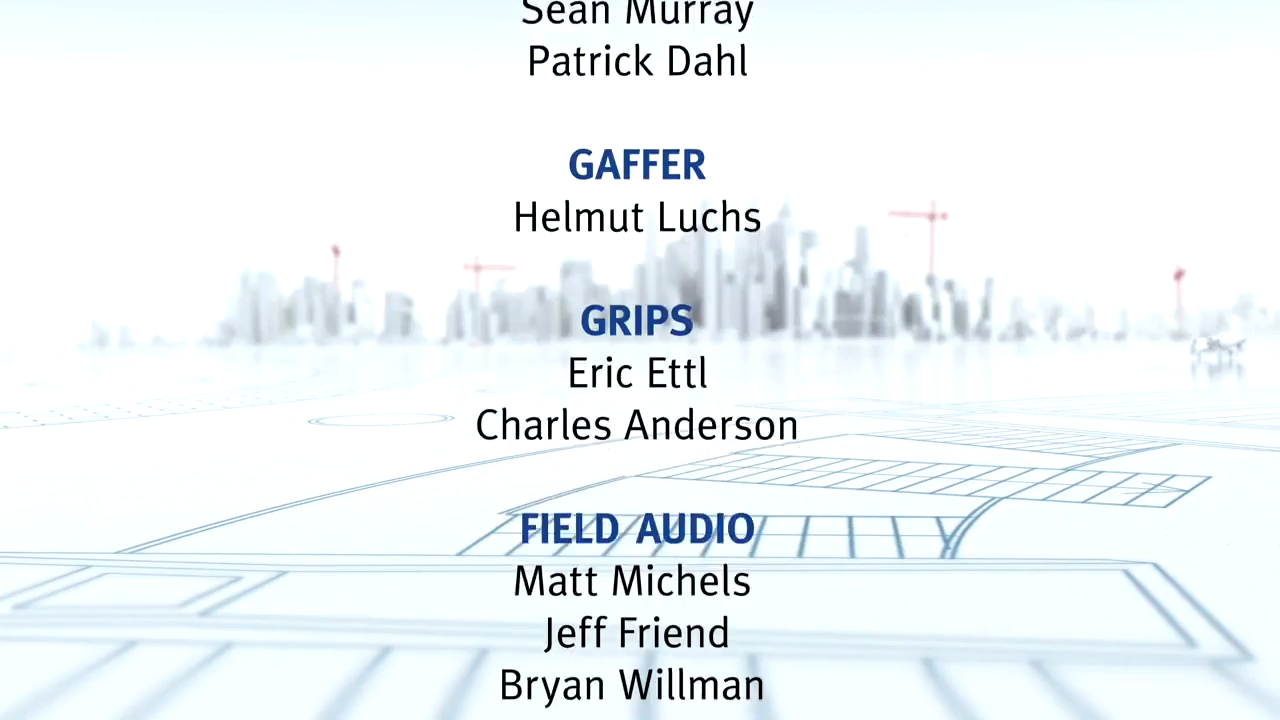 Sean Murray
Patrick Dahl
GAFFER
Helmut Luchs
GRIPS
Eric Ettl
Charles Anderson
FIELD AUDIO
Matt Michels
Jeff Friend
Bryan Willman